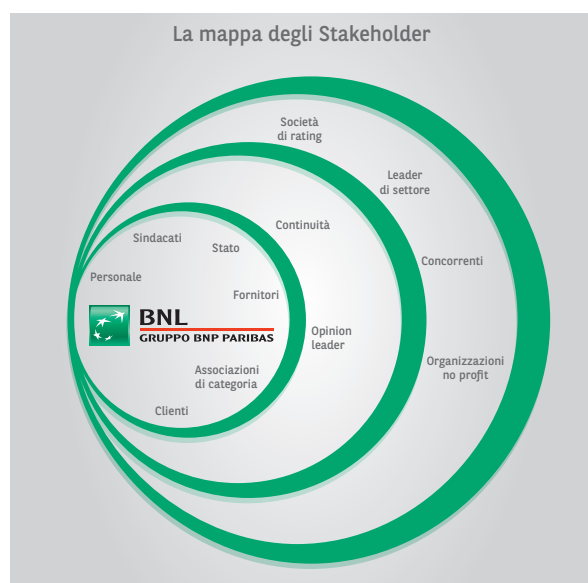 La mappa degli Stakeholder
Società
di rating
Leader
di settore
Continuità
Sindacati
Stato
Concorrenti
Personale
Fornitori
BNL
GRUPPO BNP PARIBAS
Opinion
leader
Organizzazioni
no profit
Associazioni
di categoria
Clienti